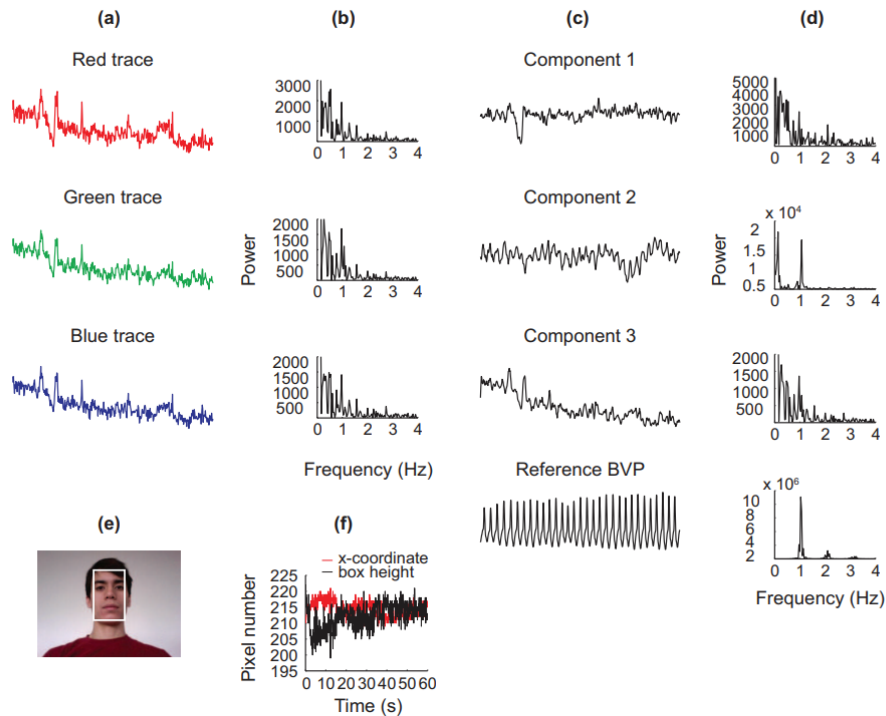 (a)
(b)
(c)
(d)
Red trace
3000
2000
1000
0 1 2 3 4
Component 1
5000
4000
3000
2000
1000
0 1 2 3 4
Green trace
2000
1500
1000
500
0 1 2 3 4
Power
Component 2
x 10⁴
2
1.5
1
0.5
0 1 2 3 4
Power
Blue trace
2000
1500
1000
500
0 1 2 3 4
Frequency (Hz)
Component 3
2000
1500
1000
500
0 1 2 3 4
Reference BVP
x 10⁶
10
8
6
4
2
0 1 2 3 4
Frequency (Hz)
(e)
(f)
x-coordinate
box height
225
220
215
210
205
200
195
0 10 20 30 40 50 60
Pixel number
Time (s)